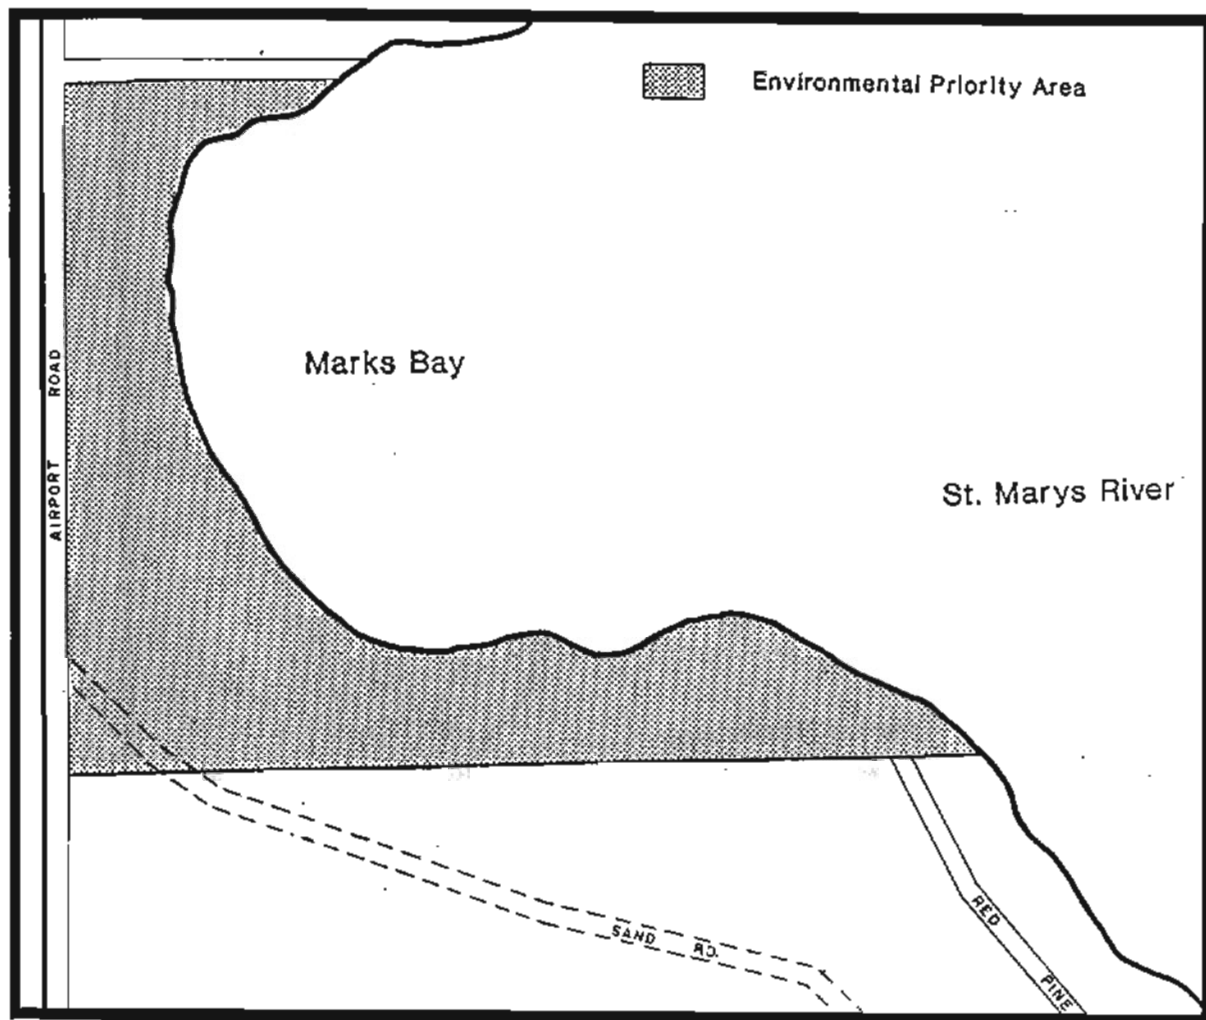 Environmental Priority Area
Marks Bay
AIRPORT ROAD
St. Marys River
SAND RD.
RED PINE